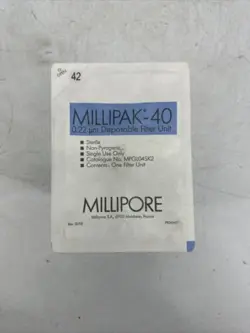 42
MILLIPAK-40
0.22 µm Disposable Filter Unit
Sterile
Non Pyrogenic
Single Use Only
Catalogue No. MPGL04SK2
Contents: One Filter Unit
MILLIPORE
Millipore S.A., 67120 Molsheim, France